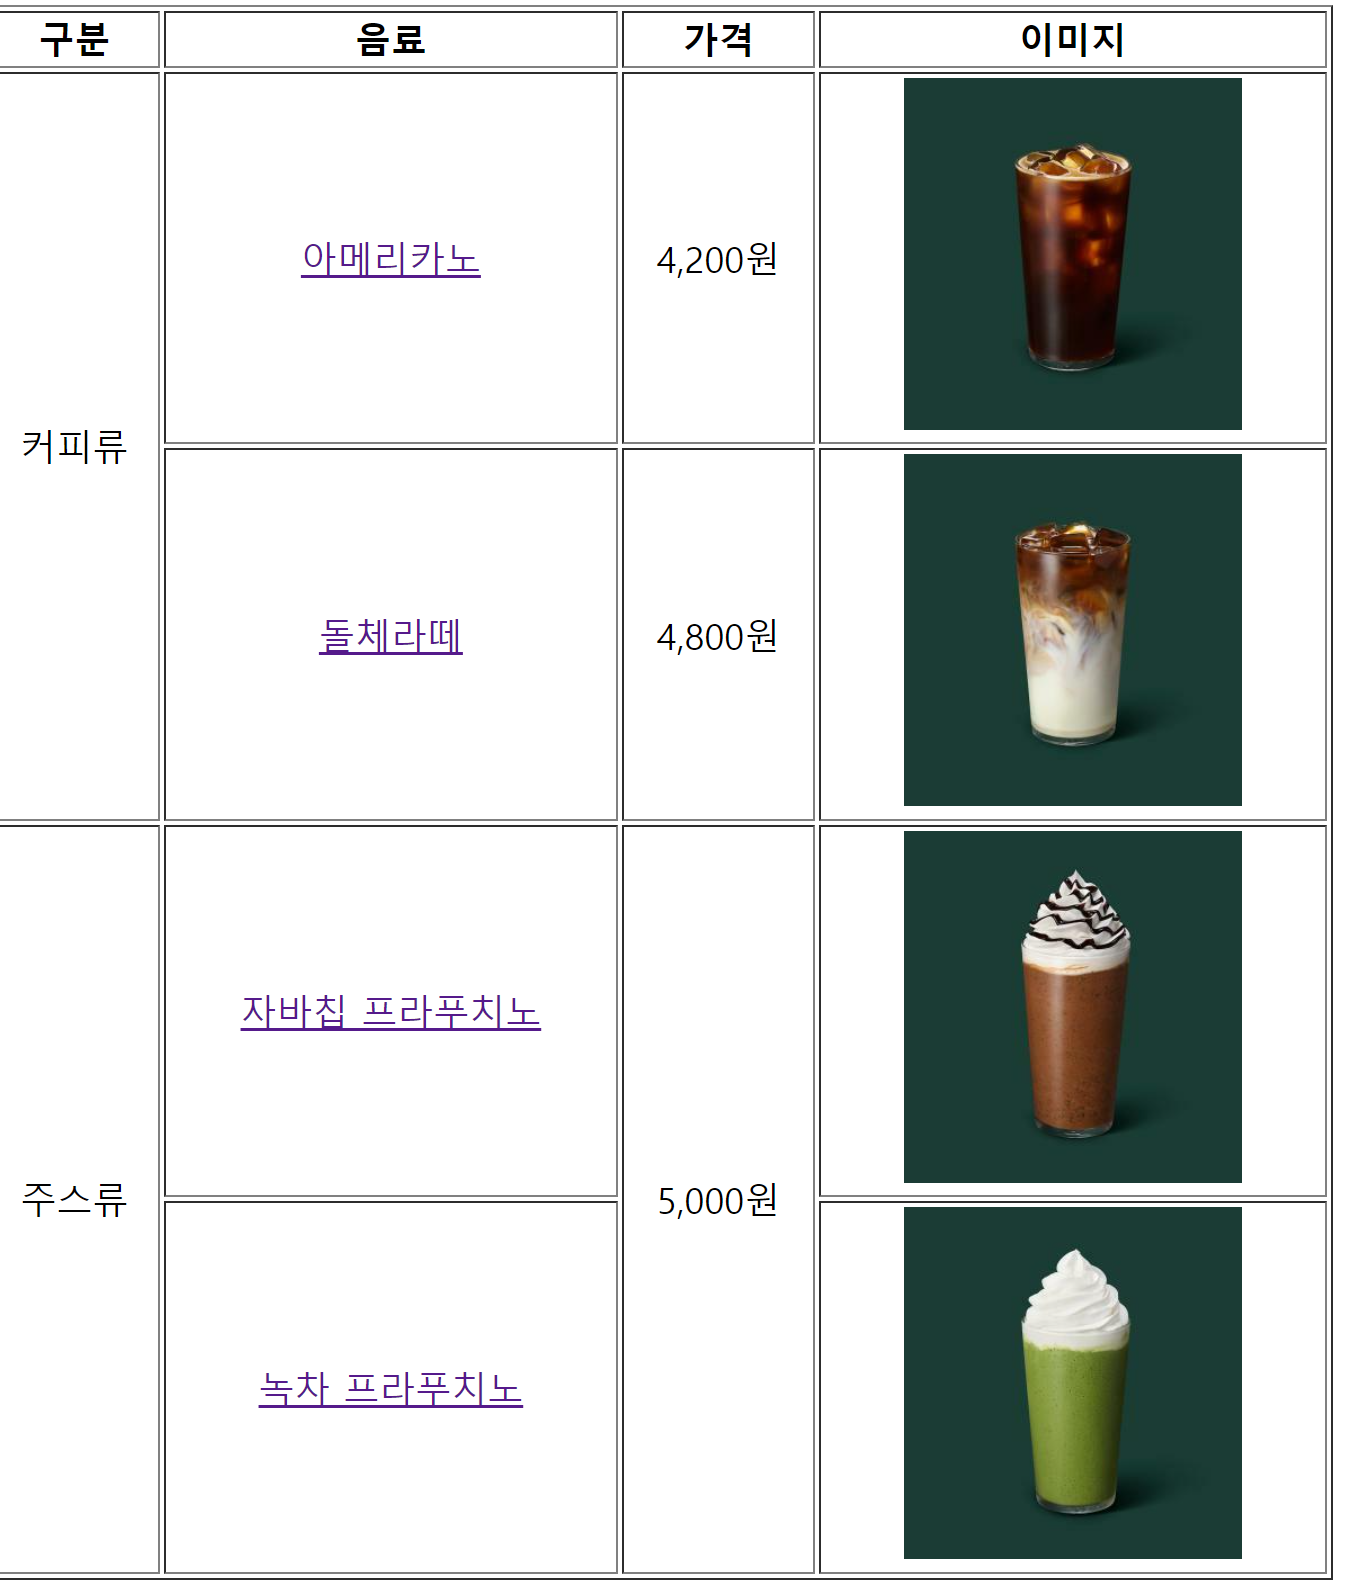 구분 음료 가격 이미지
커피류
아메리카노 4,200원
돌체라떼 4,800원
주스류
자바칩 프라푸치노
5,000원
녹차 프라푸치노